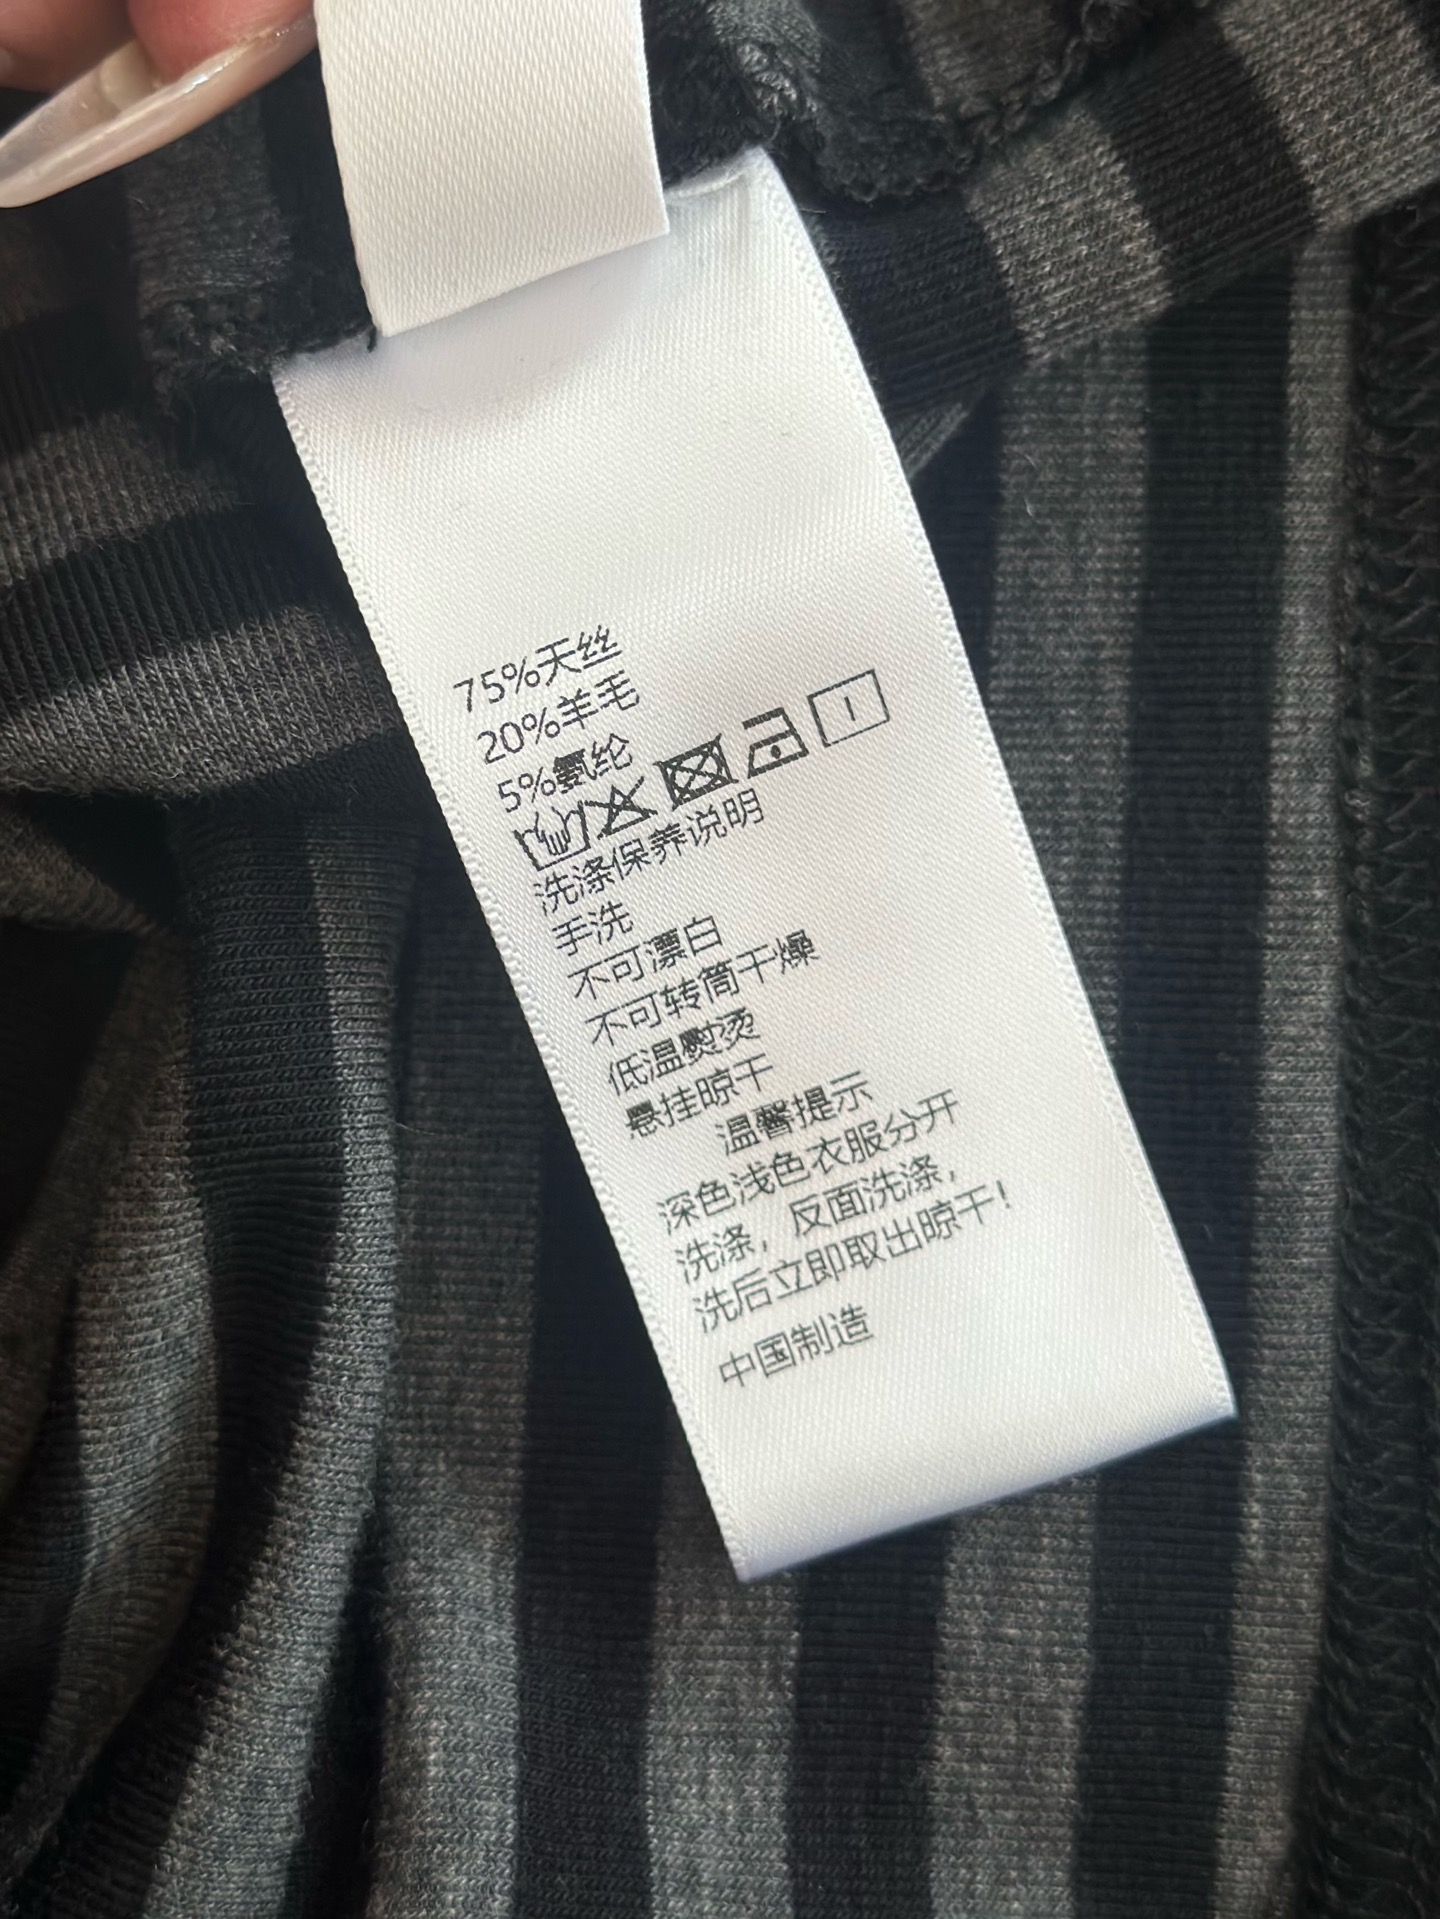 75%天丝
20%羊毛
5%氨纶
洗涤保养说明
手洗
不可漂白
不可转筒干燥
低温熨烫
悬挂晾干
温馨提示
深色浅色衣服分开
洗涤，反面洗涤，
洗后立即取出晾干！
中国制造